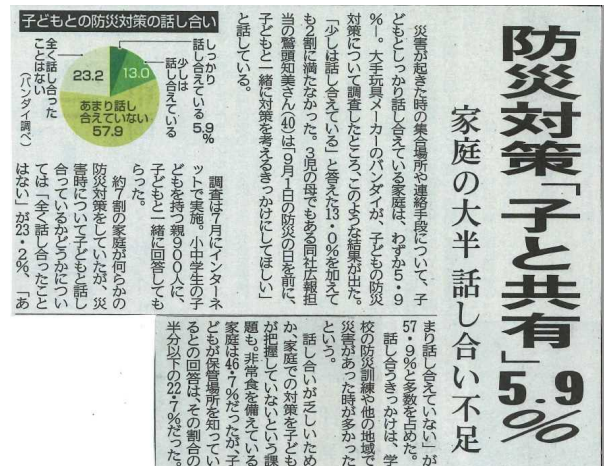 防災対策「子と共有」5.9%
家庭の大半 話し合い不足
災害が起きた時の集合場所や連絡手段について、子
どもとしっかり話し合えている家庭は、わずか5・9
%―。大手玩具メーカーのバンダイが、子どもの防災
対策について調査したところ、このような結果が出た。
「少しは話し合えている」と答えた13・0%を加えて
も2割に満たなかった。3児の母でもある同社広報担
当の鷲頭知美さん(40)は「9月1日の防災の日を前に、
子どもと一緒に対策を考えるきっかけにしてほしい」
と話している。
子どもとの防災対策の話し合い
しっかり
話し合えている 5.9%
13.0
少しは
話し合えている
あまり話し
合えていない
57.9
23.2
全く話し合った
ことはない
(バンダイ調べ)
調査は7月にインターネ
ットで実施。小中学生の子
どもを持つ親900人に、
子どもと一緒に回答しても
らった。
約7割の家庭が何らかの
防災対策をしていたが、災
害時について子どもと話し
合っているかどうかについ
ては「全く話し合ったこと
はない」が23・2%、「あ
まり話し合えていない」が
57・9%と多数を占めた。
話し合うきっかけは、学
校の防災訓練や他の地域で
災害があった時が多かった
という。
話し合いが乏しいため
か、家庭での対策を子ども
が把握していないという課
題も。非常食を備えている
家庭は46・7%だったが、子
どもが保管場所を知ってい
るとの回答は、その割合の
半分以下の22・7%だった。